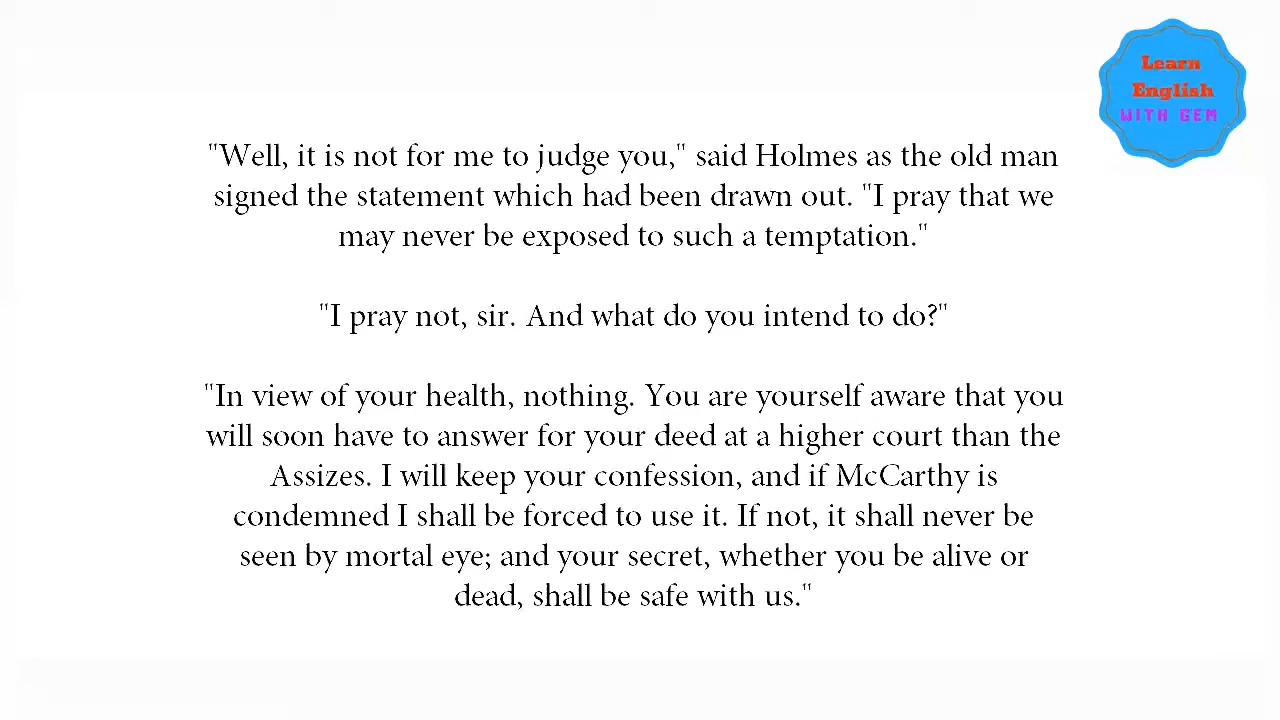 Learn
English
WITH GEM
"Well, it is not for me to judge you," said Holmes as the old man
signed the statement which had been drawn out. "I pray that we
may never be exposed to such a temptation."
"I pray not, sir. And what do you intend to do?"
"In view of your health, nothing. You are yourself aware that you
will soon have to answer for your deed at a higher court than the
Assizes. I will keep your confession, and if McCarthy is
condemned I shall be forced to use it. If not, it shall never be
seen by mortal eye; and your secret, whether you be alive or
dead, shall be safe with us."